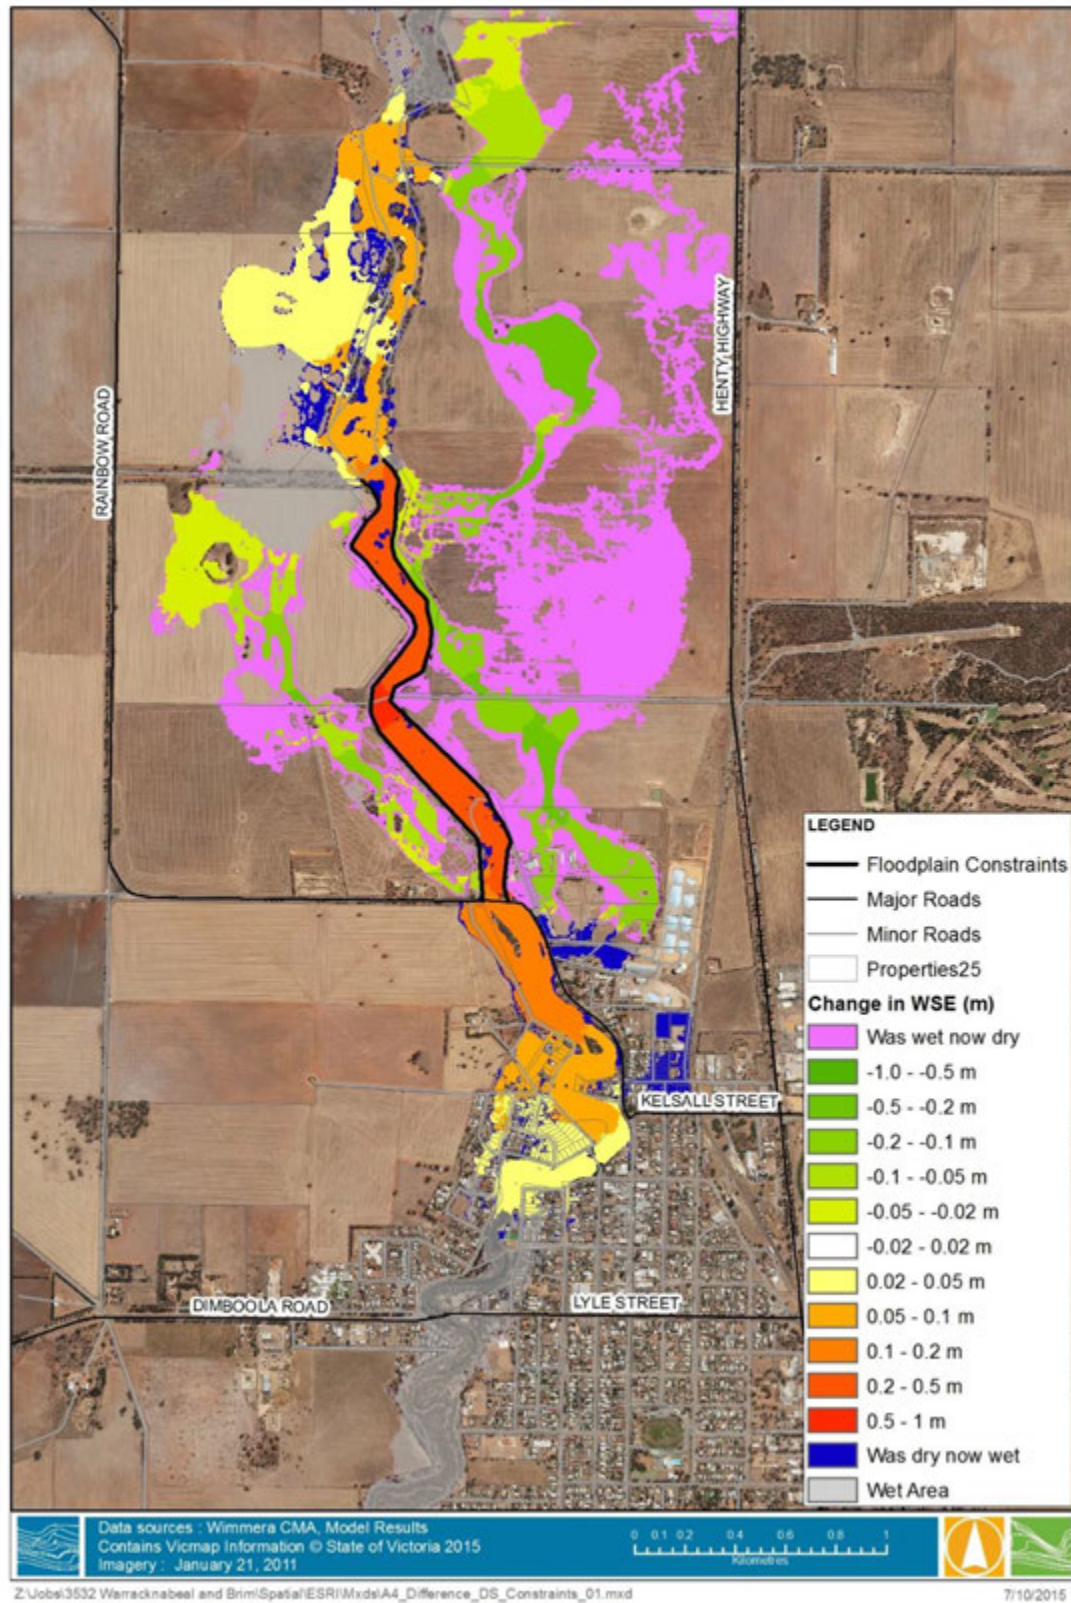 RAINBOW ROAD
HENTY HIGHWAY
KELSALL STREET
DIMBOOLA ROAD
LYLE STREET
LEGEND
Floodplain Constraints
Major Roads
Minor Roads
Properties25
Change in WSE (m)
Was wet now dry
-1.0 - -0.5 m
-0.5 - -0.2 m
-0.2 - -0.1 m
-0.1 - -0.05 m
-0.05 - -0.02 m
-0.02 - 0.02 m
0.02 - 0.05 m
0.05 - 0.1 m
0.1 - 0.2 m
0.2 - 0.5 m
0.5 - 1 m
Was dry now wet
Wet Area
Data sources : Wimmera CMA, Model Results
Contains Vicmap Information © State of Victoria 2015
Imagery : January 21, 2011
0 0.1 0.2 0.4 0.6 0.8 1
Kilometres
Z:\Jobs\3532 Warracknabeal and Brim\Spatial\ESRI\Mxds\A4_Difference_DS_Constraints_01.mxd
7/10/2015